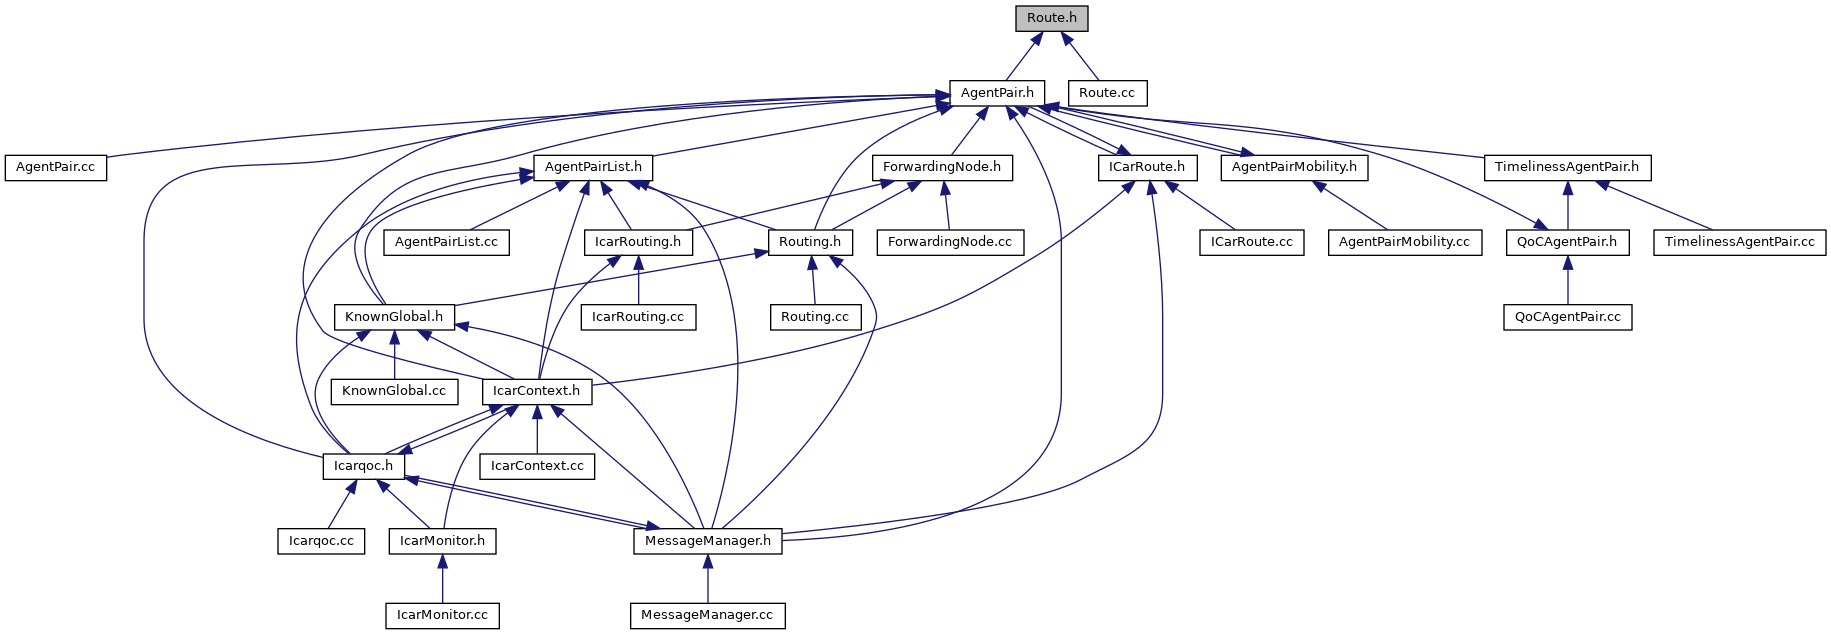 Route.h
AgentPair.h
Route.cc
AgentPair.cc
AgentPairList.h
ForwardingNode.h
ICarRoute.h
AgentPairMobility.h
TimelinessAgentPair.h
AgentPairList.cc
IcarRouting.h
Routing.h
ForwardingNode.cc
ICarRoute.cc
AgentPairMobility.cc
QoCAgentPair.h
TimelinessAgentPair.cc
KnownGlobal.h
IcarRouting.cc
Routing.cc
QoCAgentPair.cc
KnownGlobal.cc
IcarContext.h
Icarqoc.h
IcarContext.cc
Icarqoc.cc
IcarMonitor.h
MessageManager.h
IcarMonitor.cc
MessageManager.cc